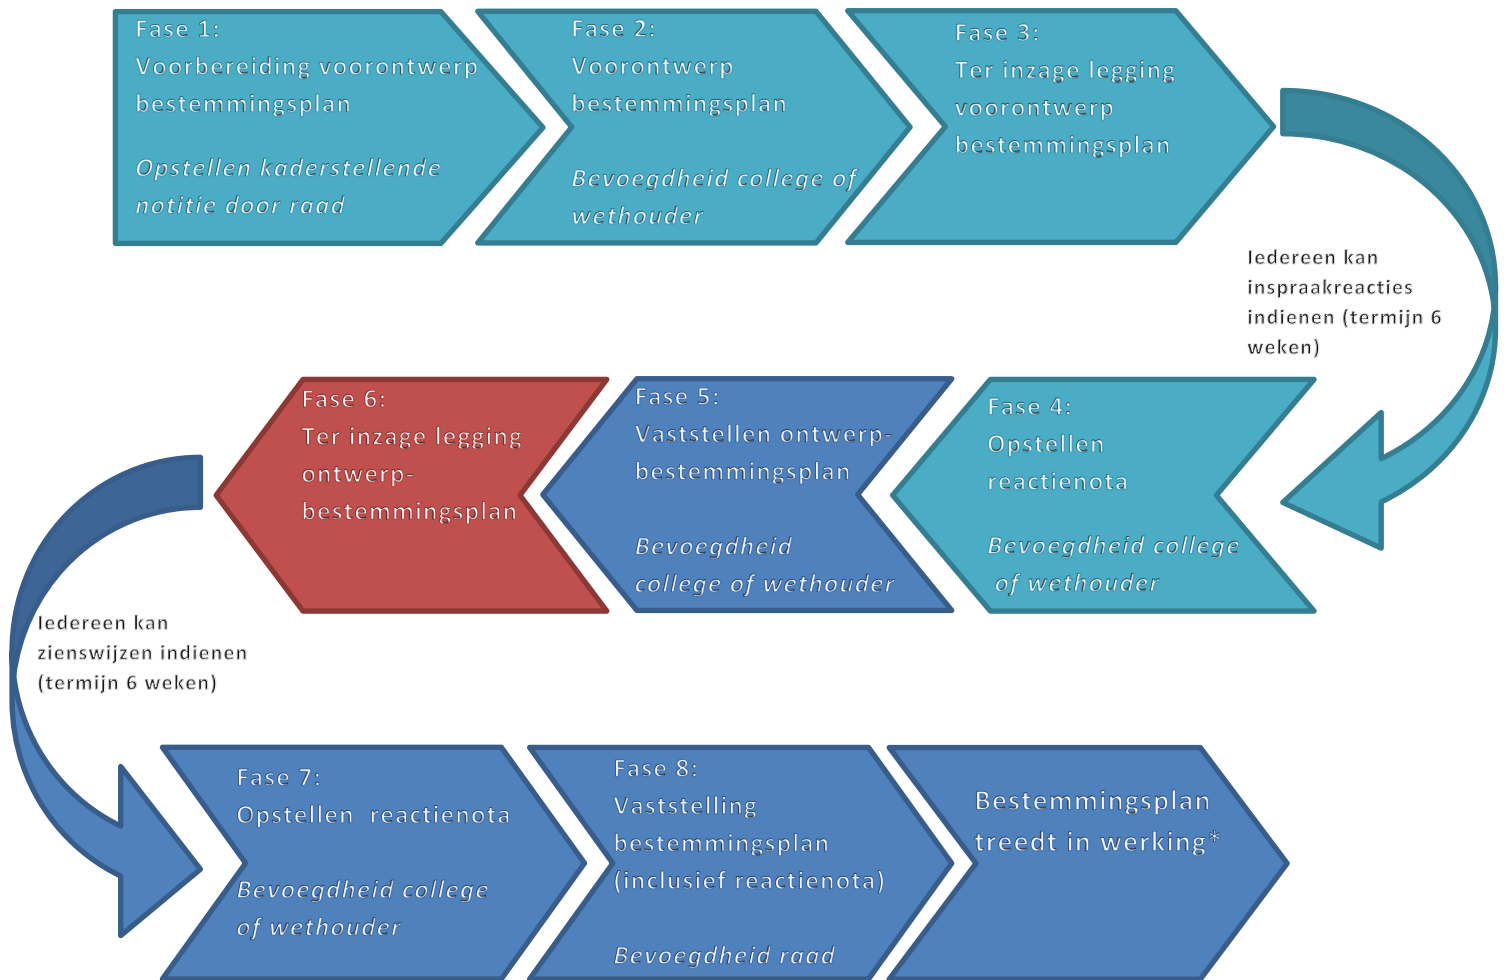 Fase 1:
Voorbereiding voorontwerp
bestemmingsplan
Opstellen kaderstellende
notitie door raad
Fase 2:
Voorontwerp
bestemmingsplan
Bevoegdheid college of
wethouder
Fase 3:
Ter inzage legging
voorontwerp
bestemmingsplan
Iedereen kan
inspraakreacties
indienen (termijn 6
weken)
Fase 4:
Opstellen
reactienota
Bevoegdheid college
of wethouder
Fase 5:
Vaststellen ontwerp-
bestemmingsplan
Bevoegdheid
college of wethouder
Fase 6:
Ter inzage legging
ontwerp-
bestemmingsplan
Iedereen kan
zienswijzen indienen
(termijn 6 weken)
Fase 7:
Opstellen reactienota
Bevoegdheid college
of wethouder
Fase 8:
Vaststelling
bestemmingsplan
(inclusief reactienota)
Bevoegdheid raad
Bestemmingsplan
treedt in werking*